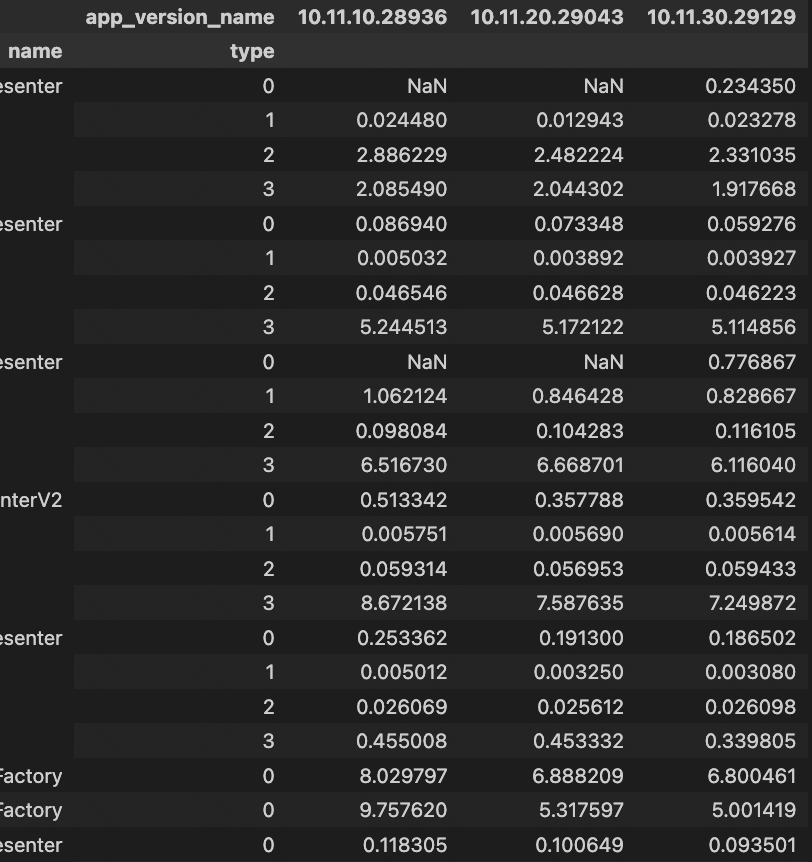 app_version_name 10.11.10.28936 10.11.20.29043 10.11.30.29129
name type
esenter 0 NaN NaN 0.234350
1 0.024480 0.012943 0.023278
2 2.886229 2.482224 2.331035
3 2.085490 2.044302 1.917668
esenter 0 0.086940 0.073348 0.059276
1 0.005032 0.003892 0.003927
2 0.046546 0.046628 0.046223
3 5.244513 5.172122 5.114856
esenter 0 NaN NaN 0.776867
1 1.062124 0.846428 0.828667
2 0.098084 0.104283 0.116105
3 6.516730 6.668701 6.116040
nterV2 0 0.513342 0.357788 0.359542
1 0.005751 0.005690 0.005614
2 0.059314 0.056953 0.059433
3 8.672138 7.587635 7.249872
esenter 0 0.253362 0.191300 0.186502
1 0.005012 0.003250 0.003080
2 0.026069 0.025612 0.026098
3 0.455008 0.453332 0.339805
Factory 0 8.029797 6.888209 6.800461
Factory 0 9.757620 5.317597 5.001419
esenter 0 0.118305 0.100649 0.093501